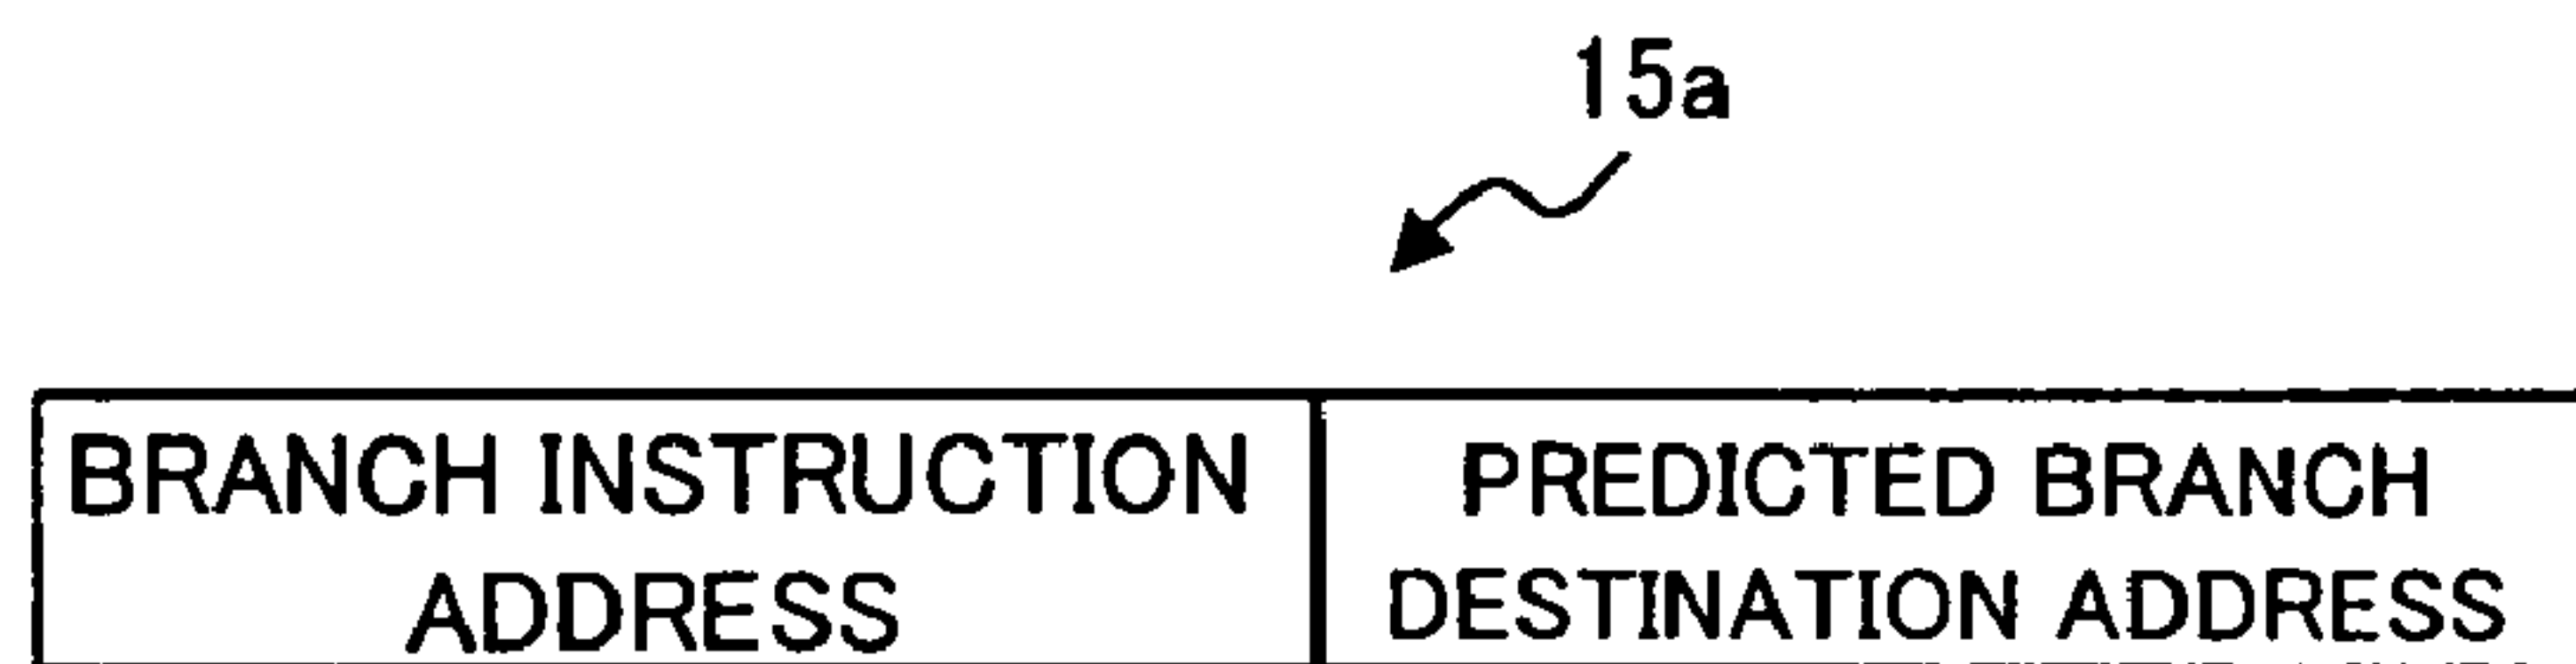 15a
BRANCH INSTRUCTION
ADDRESS
PREDICTED BRANCH
DESTINATION ADDRESS